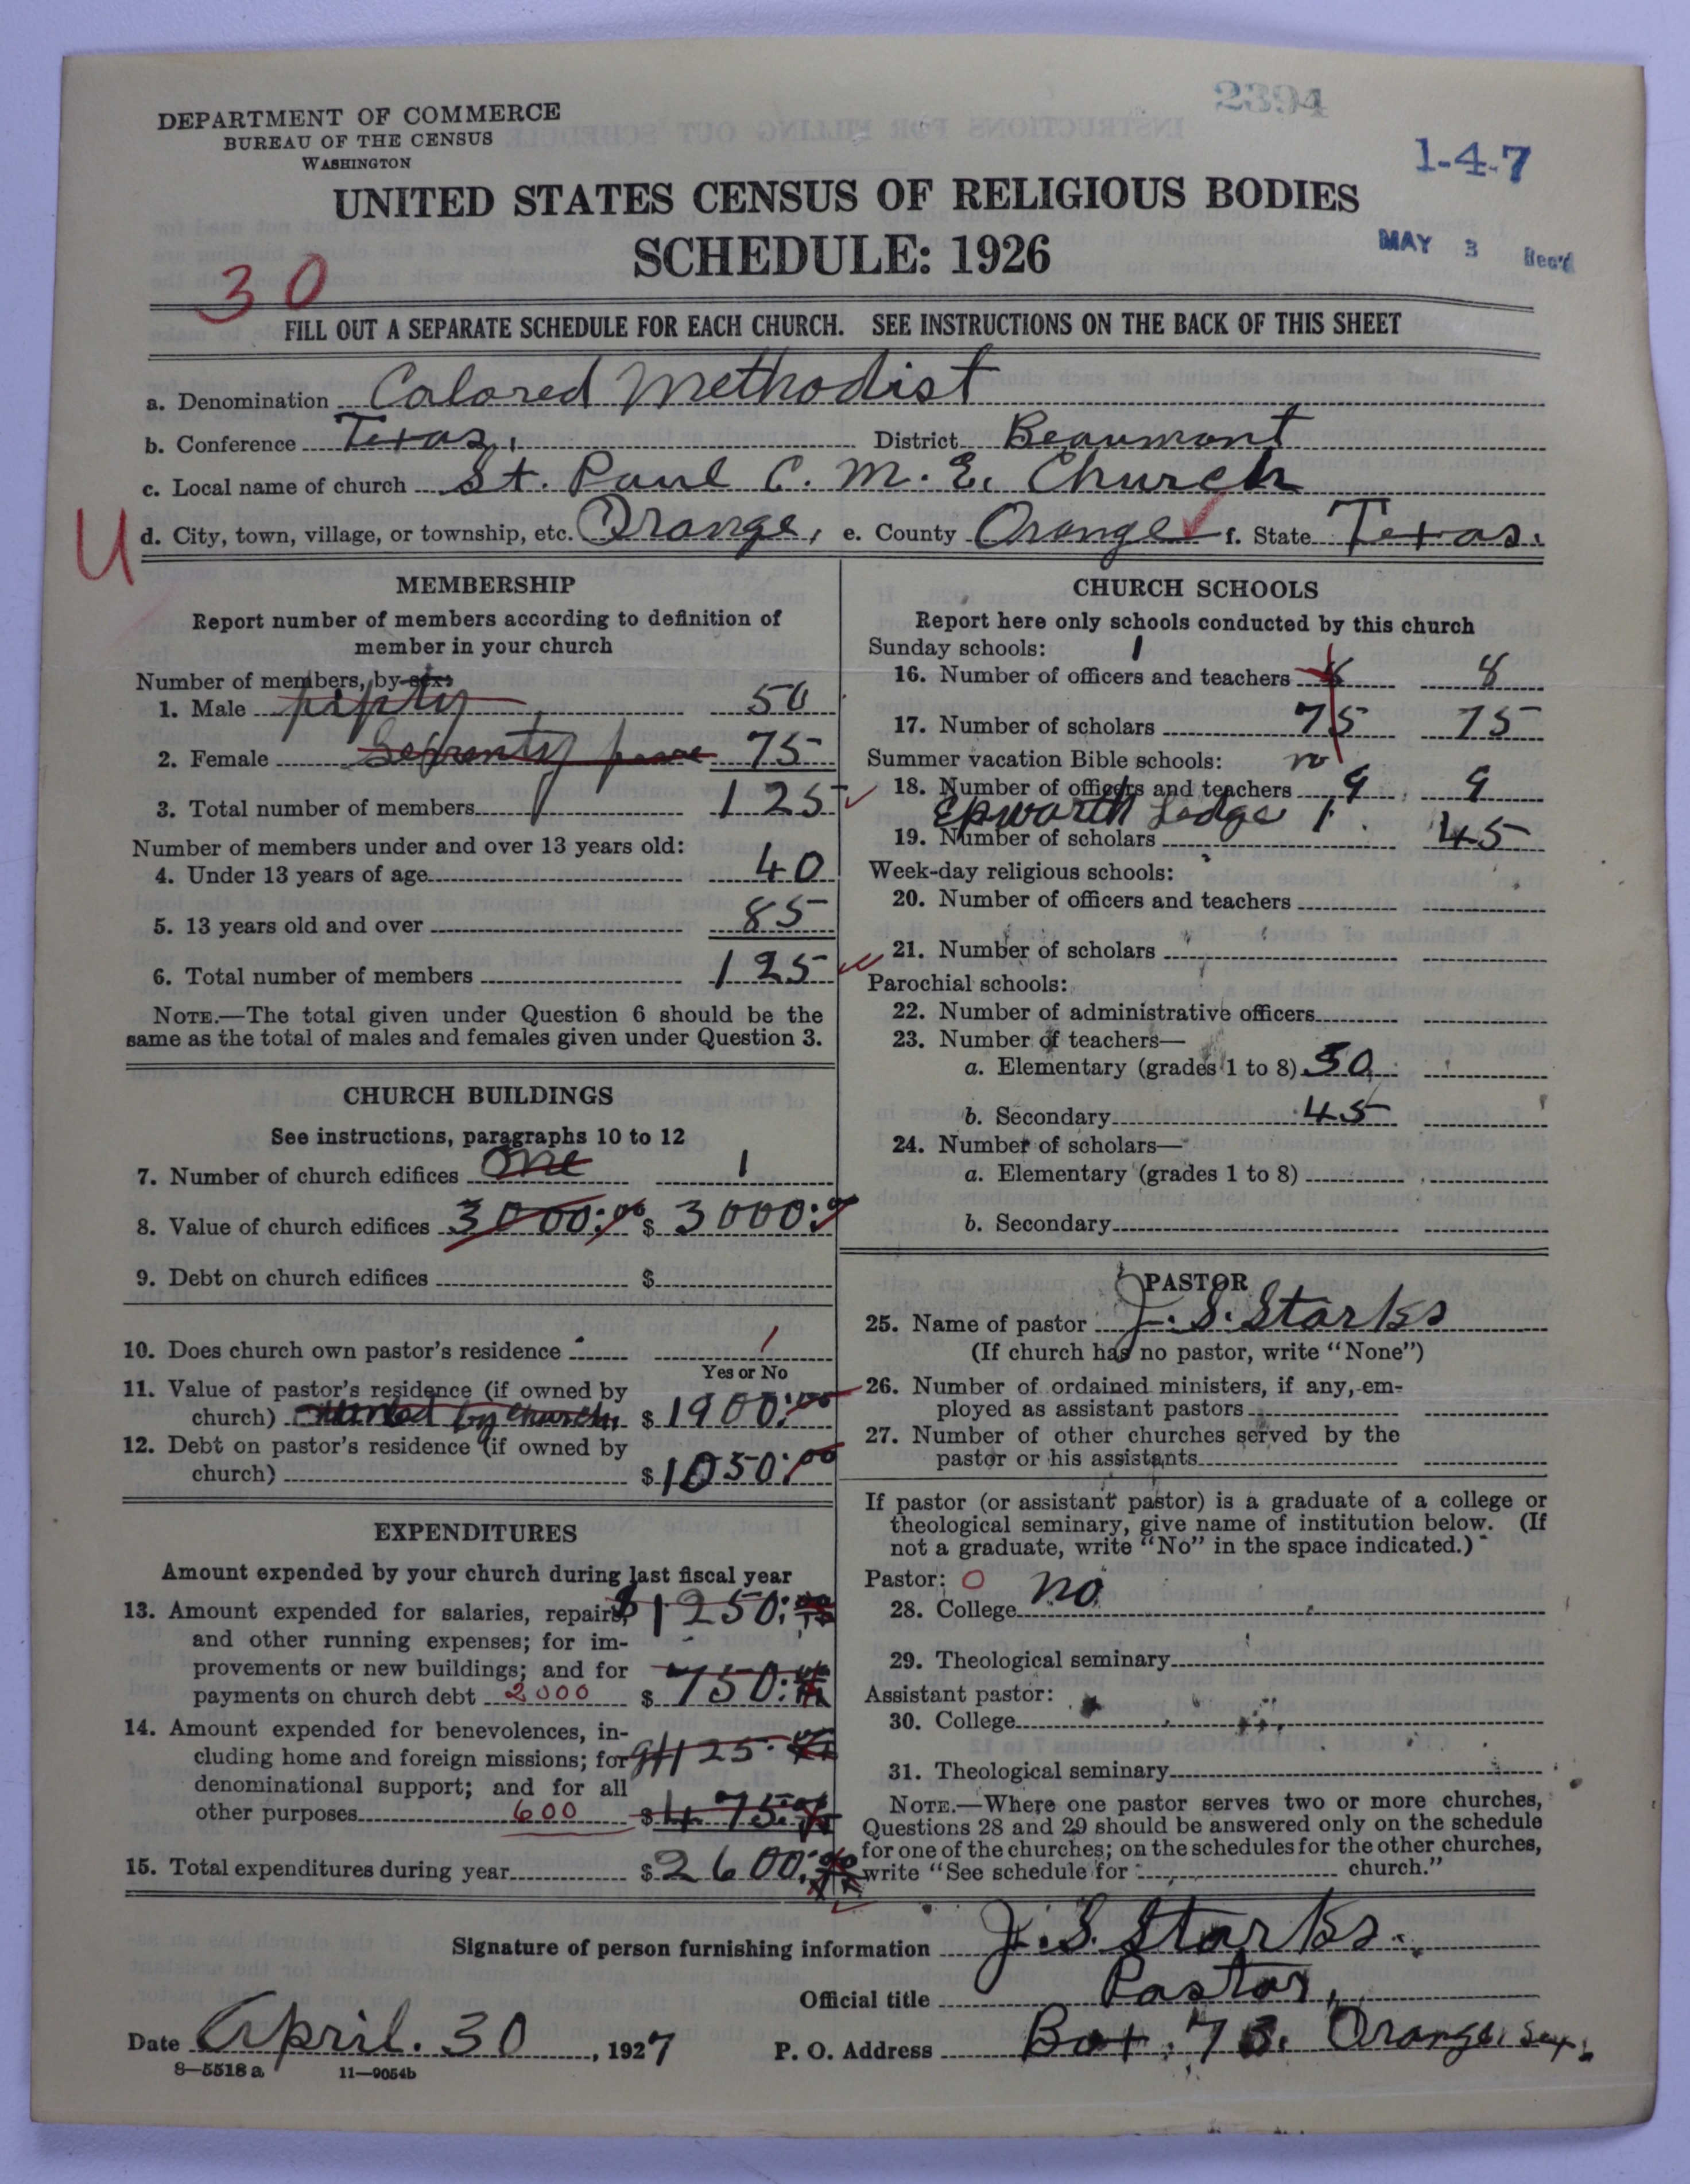 2394
DEPARTMENT OF COMMERCE
BUREAU OF THE CENSUS
WASHINGTON
1-4-7
UNITED STATES CENSUS OF RELIGIOUS BODIES
SCHEDULE: 1926
MAY 3 Rec'd
30
FILL OUT A SEPARATE SCHEDULE FOR EACH CHURCH. SEE INSTRUCTIONS ON THE BACK OF THIS SHEET
a. Denomination Colored Methodist
b. Conference Texas, District Beaumont
c. Local name of church St. Paul C. M. E. Church
U d. City, town, village, or township, etc. Orange, e. County Orange f. State Texas.
MEMBERSHIP
Report number of members according to definition of
member in your church
Number of members, by sex:
1. Male 50
2. Female 75
3. Total number of members 125
Number of members under and over 13 years old:
4. Under 13 years of age 40
5. 13 years old and over 85
6. Total number of members 125
NOTE.—The total given under Question 6 should be the
same as the total of males and females given under Question 3.
CHURCH BUILDINGS
See instructions, paragraphs 10 to 12
7. Number of church edifices One 1
8. Value of church edifices 3000:00 $ 3000:00
9. Debt on church edifices $
10. Does church own pastor's residence 1
Yes or No
11. Value of pastor's residence (if owned by
church) owned by church $ 1900:00
12. Debt on pastor's residence (if owned by
church) $ 1050:00
EXPENDITURES
Amount expended by your church during last fiscal year
13. Amount expended for salaries, repairs, $1250:
and other running expenses; for im-
provements or new buildings; and for
payments on church debt 2000 $ 750:
14. Amount expended for benevolences, in-
cluding home and foreign missions; for 125
denominational support; and for all
other purposes 600 $ 475:
15. Total expenditures during year $ 2600:
CHURCH SCHOOLS
Report here only schools conducted by this church
Sunday schools: 1
16. Number of officers and teachers 8 8
17. Number of scholars 75 75
Summer vacation Bible schools: no
18. Number of officers and teachers 9 9
Epworth Ledge 1.
19. Number of scholars 45
Week-day religious schools:
20. Number of officers and teachers
21. Number of scholars
Parochial schools:
22. Number of administrative officers
23. Number of teachers—
a. Elementary (grades 1 to 8) 50
b. Secondary 45
24. Number of scholars—
a. Elementary (grades 1 to 8)
b. Secondary
PASTOR
25. Name of pastor J. S. Starks
(If church has no pastor, write "None")
26. Number of ordained ministers, if any, em-
ployed as assistant pastors
27. Number of other churches served by the
pastor or his assistants
If pastor (or assistant pastor) is a graduate of a college or
theological seminary, give name of institution below. (If
not a graduate, write "No" in the space indicated.)
Pastor: 0
28. College no
29. Theological seminary
Assistant pastor:
30. College
31. Theological seminary
NOTE.—Where one pastor serves two or more churches,
Questions 28 and 29 should be answered only on the schedule
for one of the churches; on the schedules for the other churches,
write "See schedule for church."
Signature of person furnishing information J. S. Starks.
Official title Pastor,
Date April. 30, 1927 P. O. Address Box. 73. Orange,
8—5518 a 11—9054b